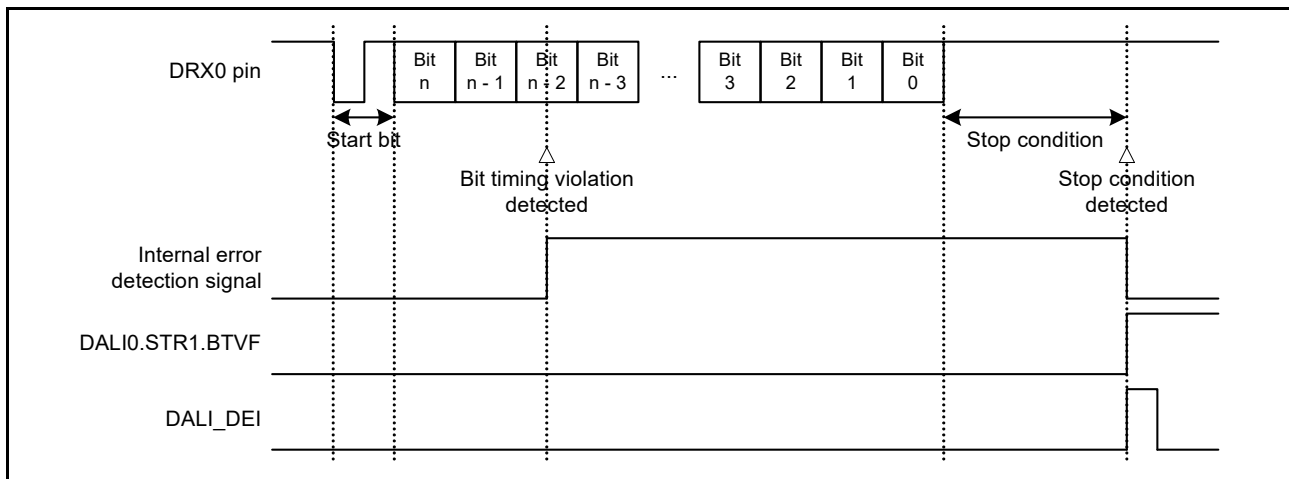 DRX0 pin
Bit
n
Bit
n - 1
Bit
n - 2
Bit
n - 3
...
Bit
3
Bit
2
Bit
1
Bit
0
Start bit
Stop condition
Bit timing violation
detected
Stop condition
detected
Internal error
detection signal
DALI0.STR1.BTVF
DALI_DEI